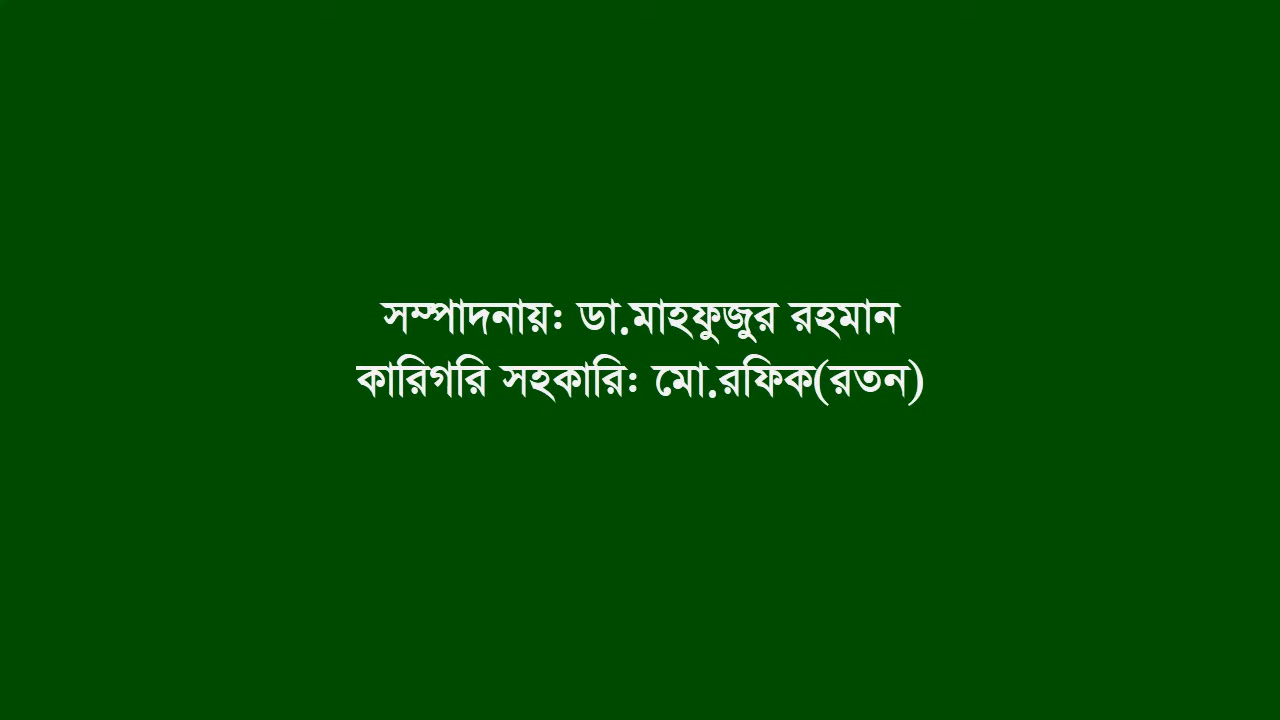 সম্পাদনায়: ডা.মাহফুজুর রহমান
কারিগরি সহকারি: মো.রফিক(রতন)